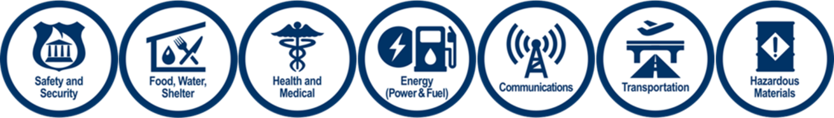 Safety and
Security
Food, Water,
Shelter
Health and
Medical
Energy
(Power & Fuel)
Communications
Transportation
Hazardous
Materials